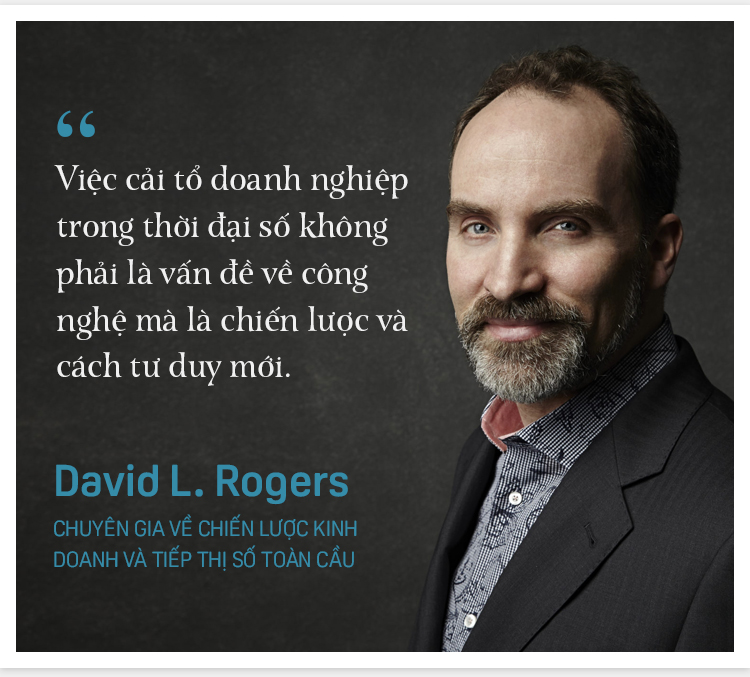 “
Việc cải tổ doanh nghiệp
trong thời đại số không
phải là vấn đề về công
nghệ mà là chiến lược và
cách tư duy mới.
David L. Rogers
CHUYÊN GIA VỀ CHIẾN LƯỢC KINH
DOANH VÀ TIẾP THỊ SỐ TOÀN CẦU